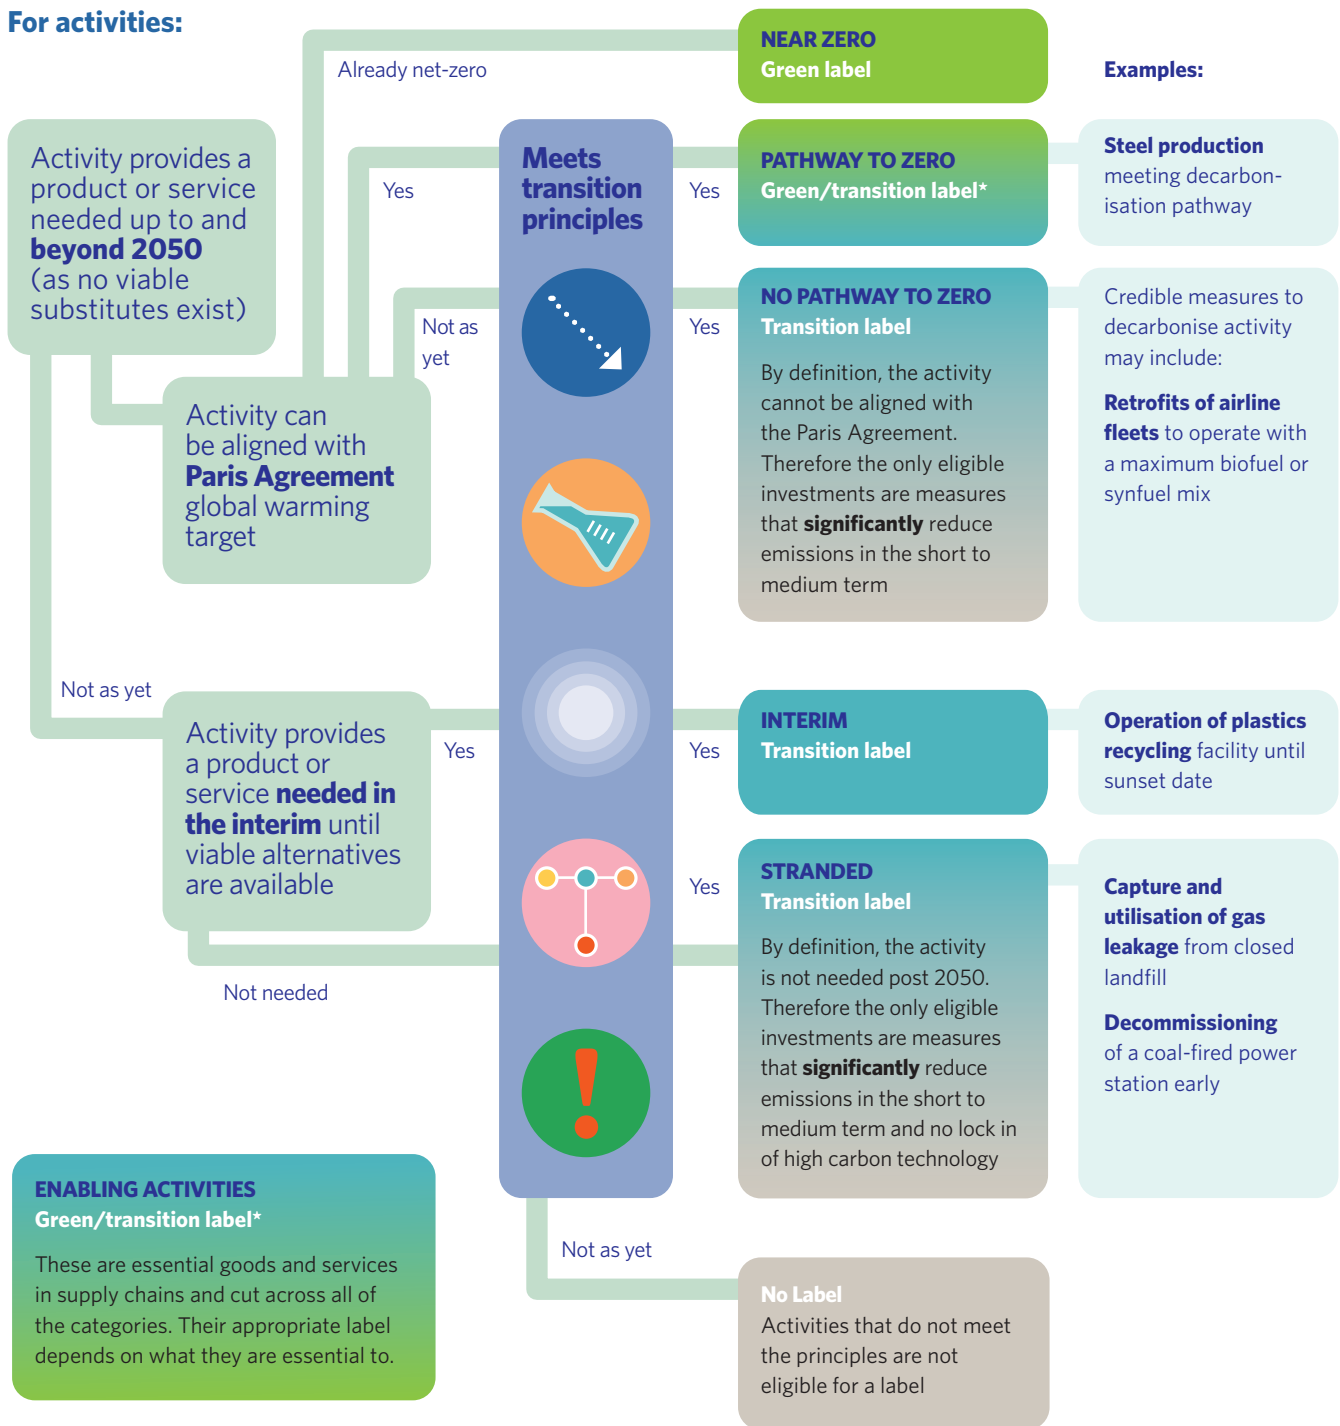 For activities:
Already net-zero
NEAR ZERO
Green label
Examples:
Activity provides a
product or service
needed up to and
beyond 2050
(as no viable
substitutes exist)
Yes
Meets
transition
principles
Yes
PATHWAY TO ZERO
Green/transition label*
Steel production
meeting decarbon-
isation pathway
Not as
yet
Yes
NO PATHWAY TO ZERO
Transition label
By definition, the activity
cannot be aligned with
the Paris Agreement.
Therefore the only eligible
investments are measures
that significantly reduce
emissions in the short to
medium term
Credible measures to
decarbonise activity
may include:
Retrofits of airline
fleets to operate with
a maximum biofuel or
synfuel mix
Activity can
be aligned with
Paris Agreement
global warming
target
Not as yet
Activity provides
a product or
service needed in
the interim until
viable alternatives
are available
Yes
Yes
INTERIM
Transition label
Operation of plastics
recycling facility until
sunset date
Not needed
Yes
STRANDED
Transition label
By definition, the activity
is not needed post 2050.
Therefore the only eligible
investments are measures
that significantly reduce
emissions in the short to
medium term and no lock in
of high carbon technology
Capture and
utilisation of gas
leakage from closed
landfill
Decommissioning
of a coal-fired power
station early
ENABLING ACTIVITIES
Green/transition label*
These are essential goods and services
in supply chains and cut across all of
the categories. Their appropriate label
depends on what they are essential to.
Not as yet
No Label
Activities that do not meet
the principles are not
eligible for a label